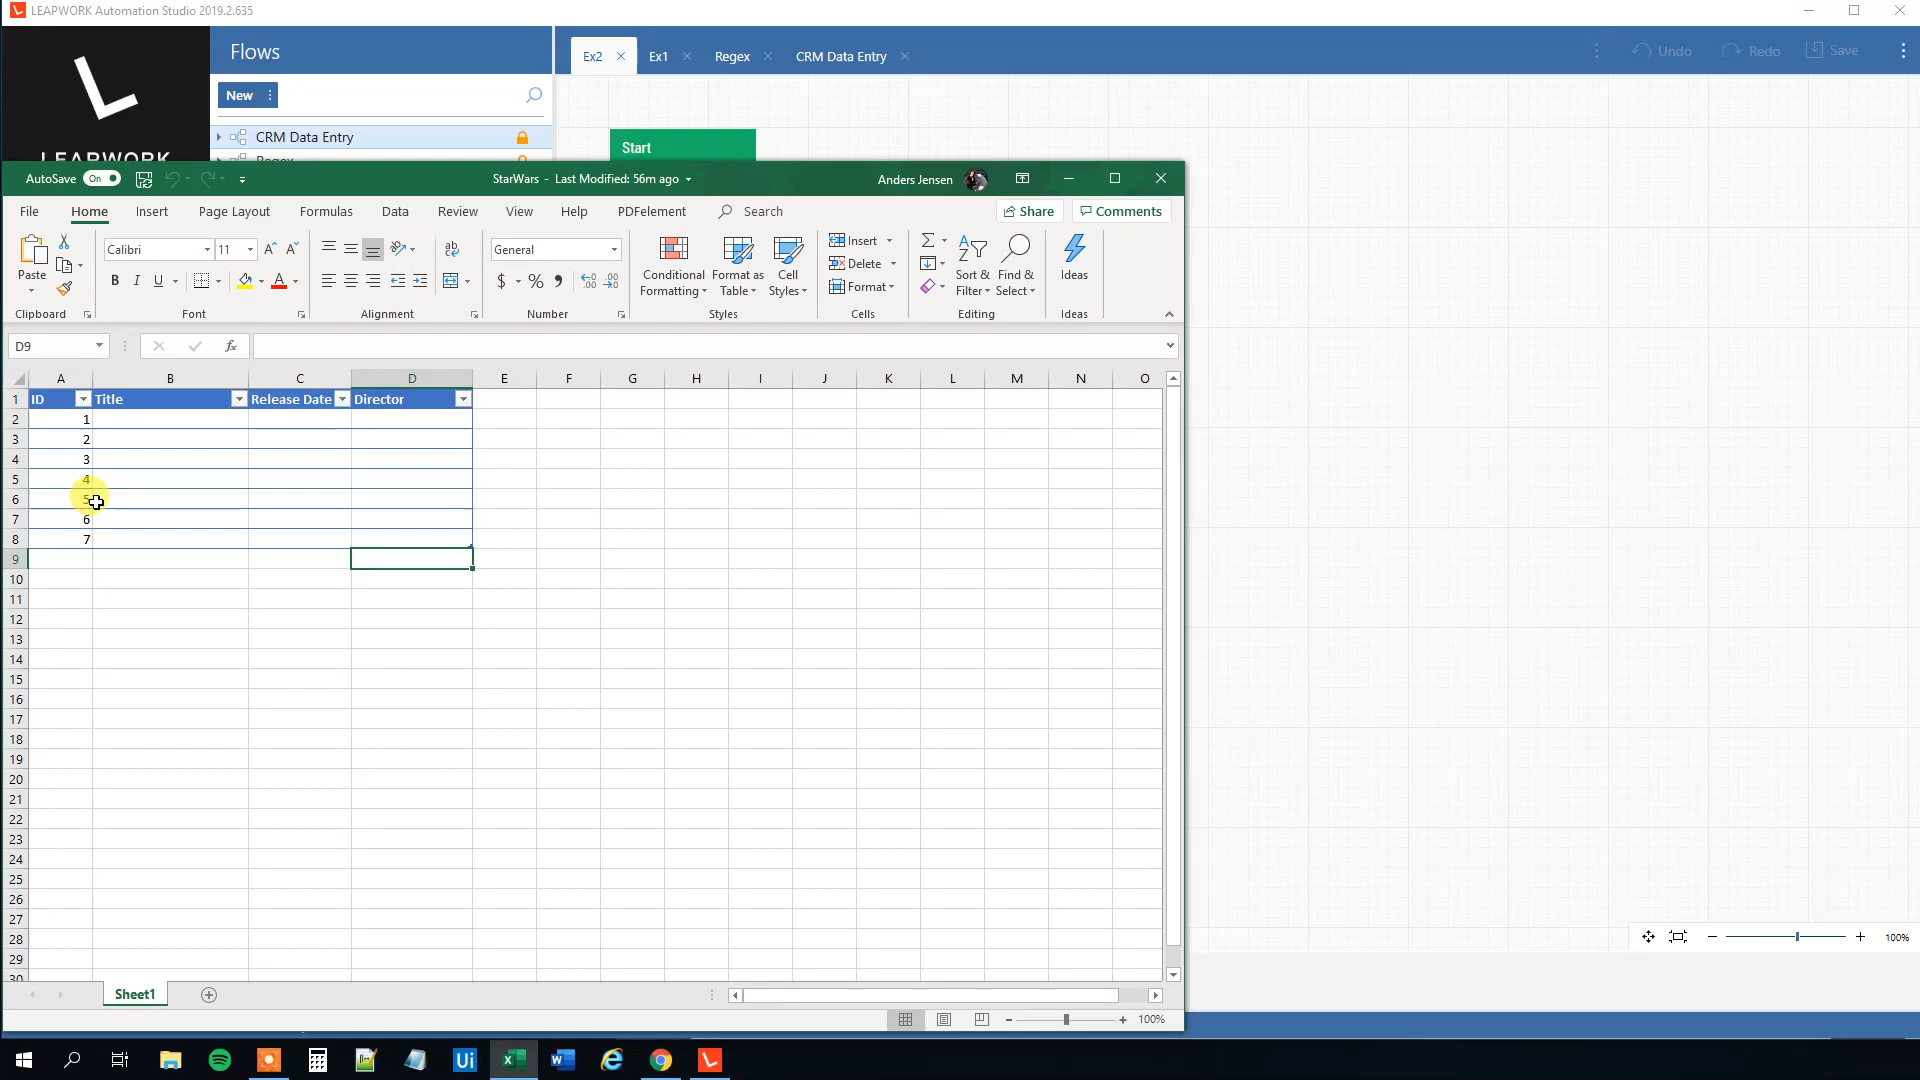 LEAPWORK Automation Studio 2019.2.635
Flows
Ex2
Ex1
Regex
CRM Data Entry
Undo
Redo
Save
New
CRM Data Entry
Start
LEAPWORK
Regex
AutoSave On
StarWars - Last Modified: 56m ago
Anders Jensen
File
Home
Insert
Page Layout
Formulas
Data
Review
View
Help
PDFelement
Search
Share
Comments
Paste
Calibri
11
General
Conditional Formatting
Format as Table
Cell Styles
Insert
Delete
Format
Sort & Filter
Find & Select
Ideas
B I U
$ % ,
Clipboard
Font
Alignment
Number
Styles
Cells
Editing
Ideas
D9
fx
A B C D E F G H I J K L M N O
1 ID Title Release Date Director
2 1
3 2
4 3
5 4
6 5
7 6
8 7
9
10
11
12
13
14
15
16
17
18
19
20
21
22
23
24
25
26
27
28
29
30
100%
Sheet1
100%
Ui